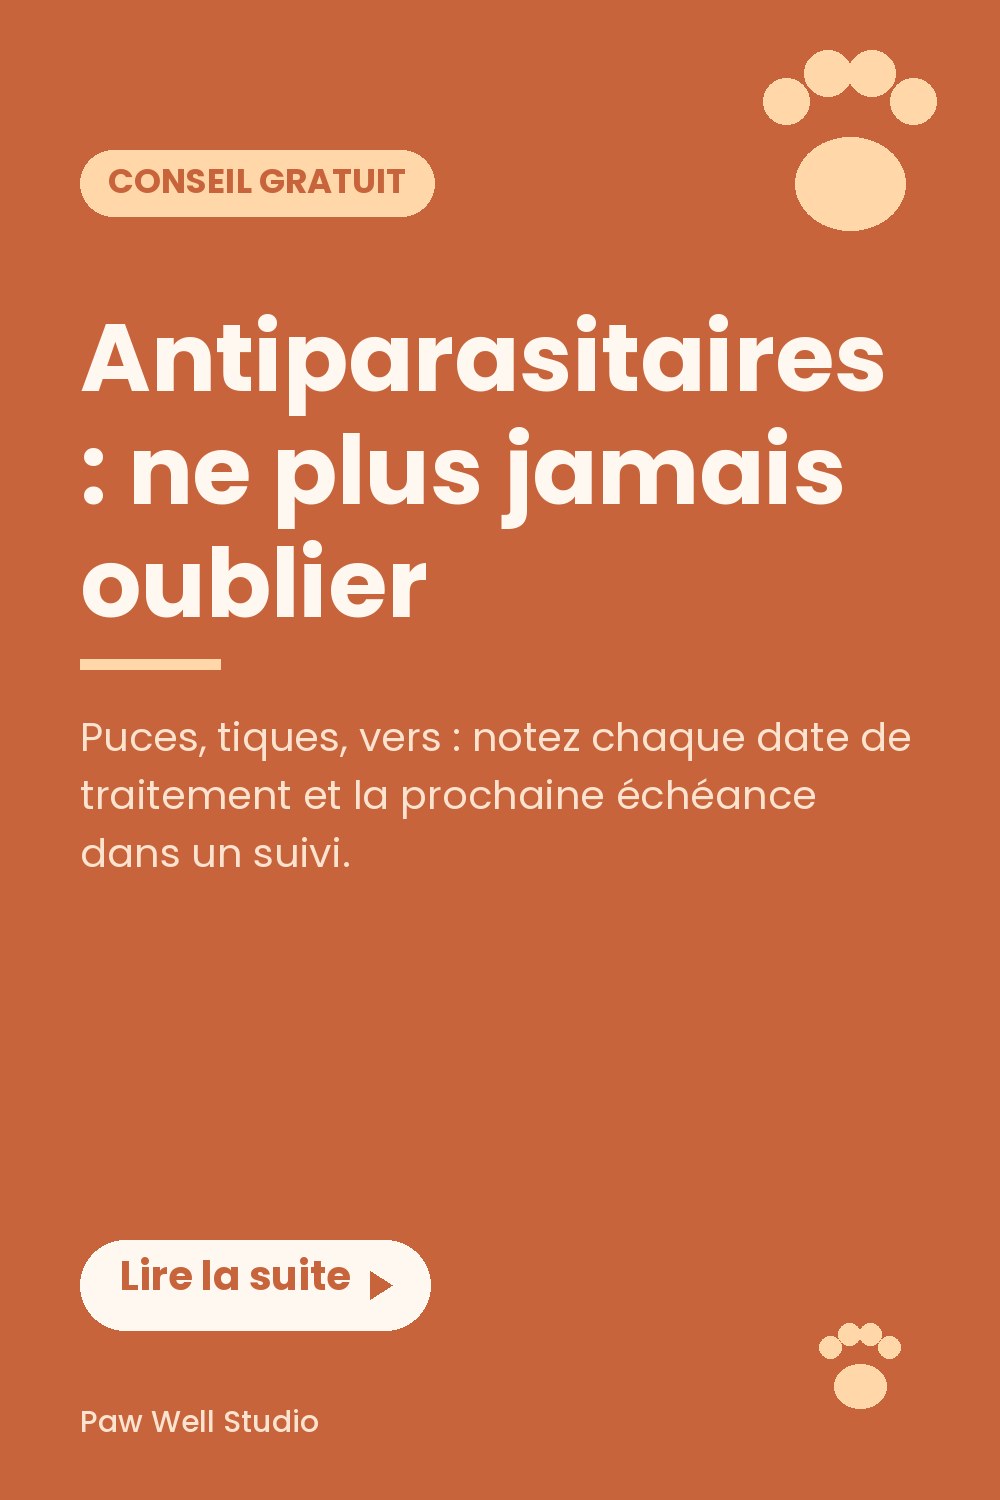 CONSEIL GRATUIT
Antiparasitaires
: ne plus jamais
oublier
Puces, tiques, vers : notez chaque date de
traitement et la prochaine échéance
dans un suivi.
Lire la suite
Paw Well Studio